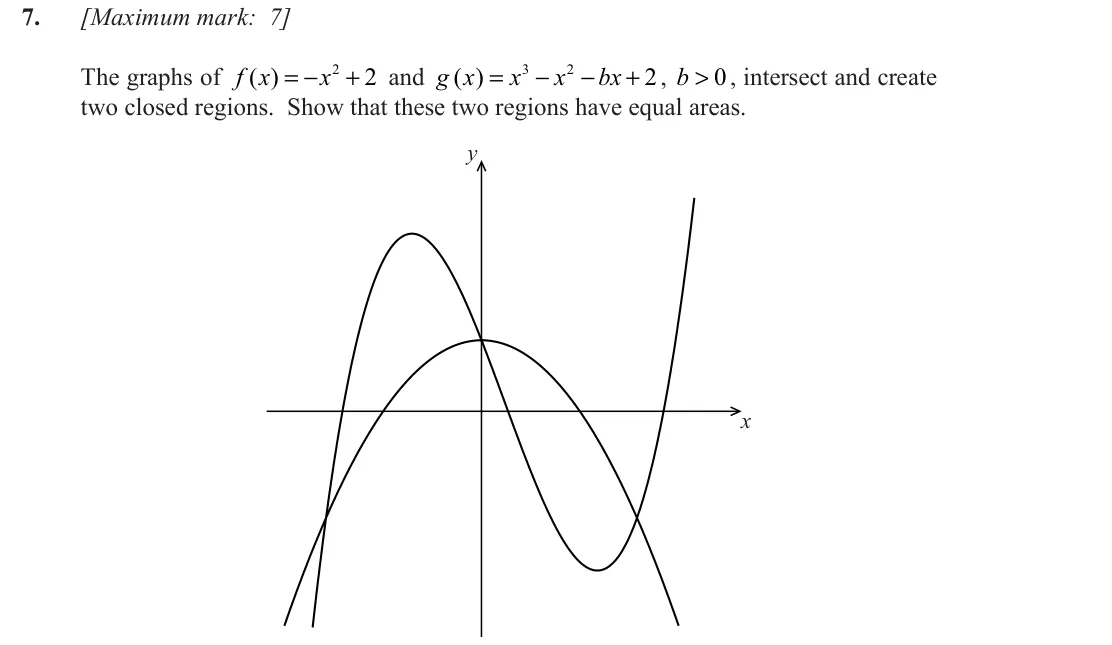 7. [Maximum mark: 7]
The graphs of f(x) = −x² + 2 and g(x) = x³ − x² − bx + 2, b > 0, intersect and create
two closed regions. Show that these two regions have equal areas.
y
x